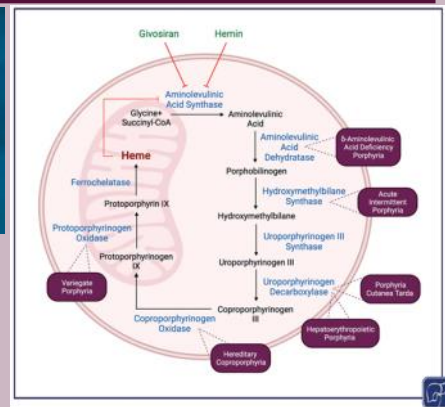 Givosiran
Hemin
Aminolevulinic
Acid Synthase
Glycine+
Succinyl-CoA
Aminolevulinic
Acid
Aminolevulinic
Acid
Dehydratase
δ-Aminolevulinic
Acid Deficiency
Porphyria
Heme
Porphobilinogen
Ferrochelatase
Hydroxymethylbilane
Synthase
Acute
Intermittent
Porphyria
Protoporphyrin IX
Hydroxymethylbilane
Protoporphyrinogen
Oxidase
Uroporphyrinogen III
Synthase
Protoporphyrinogen
IX
Uroporphyrinogen III
Variegate
Porphyria
Uroporphyrinogen
Decarboxylase
Porphyria
Cutanea Tarda
Coproporphyrinogen
III
Coproporphyrinogen
Oxidase
Hepatoerythropoietic
Porphyria
Hereditary
Coproporphyria